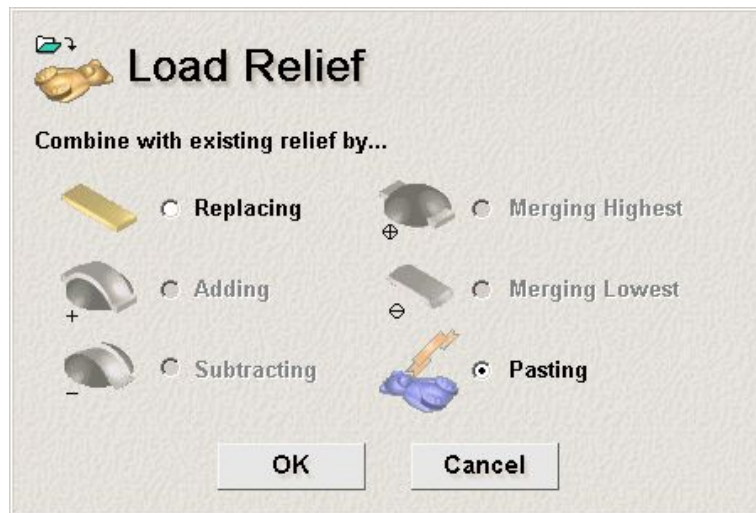 Load Relief
Combine with existing relief by...
Replacing
Merging Highest
Adding
Merging Lowest
Subtracting
Pasting
OK
Cancel